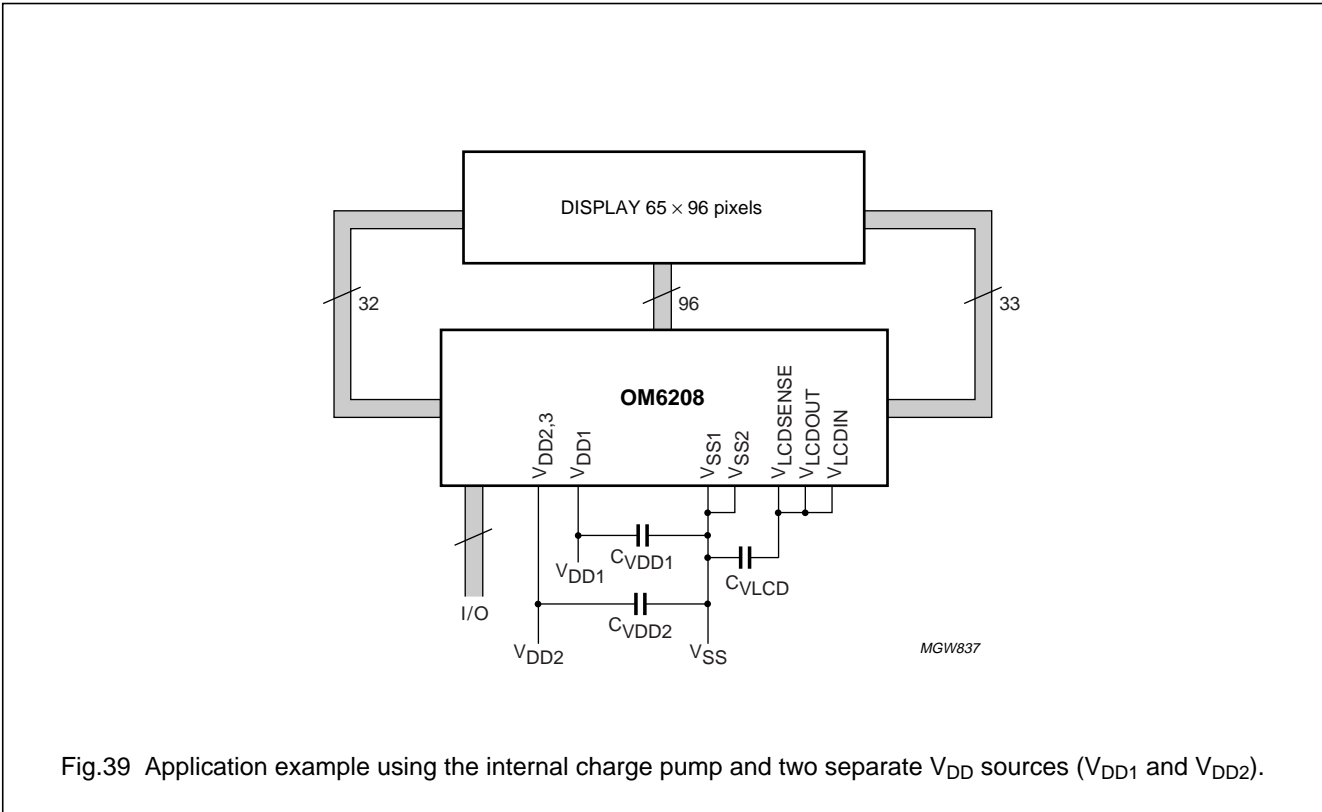 DISPLAY 65 × 96 pixels
32
96
33
OM6208
VDD2,3
VDD1
VSS1
VSS2
VLCDSENSE
VLCDOUT
VLCDIN
CVDD1
VDD1
CVLCD
I/O
CVDD2
VDD2
VSS
MGW837
Fig.39 Application example using the internal charge pump and two separate VDD sources (VDD1 and VDD2).